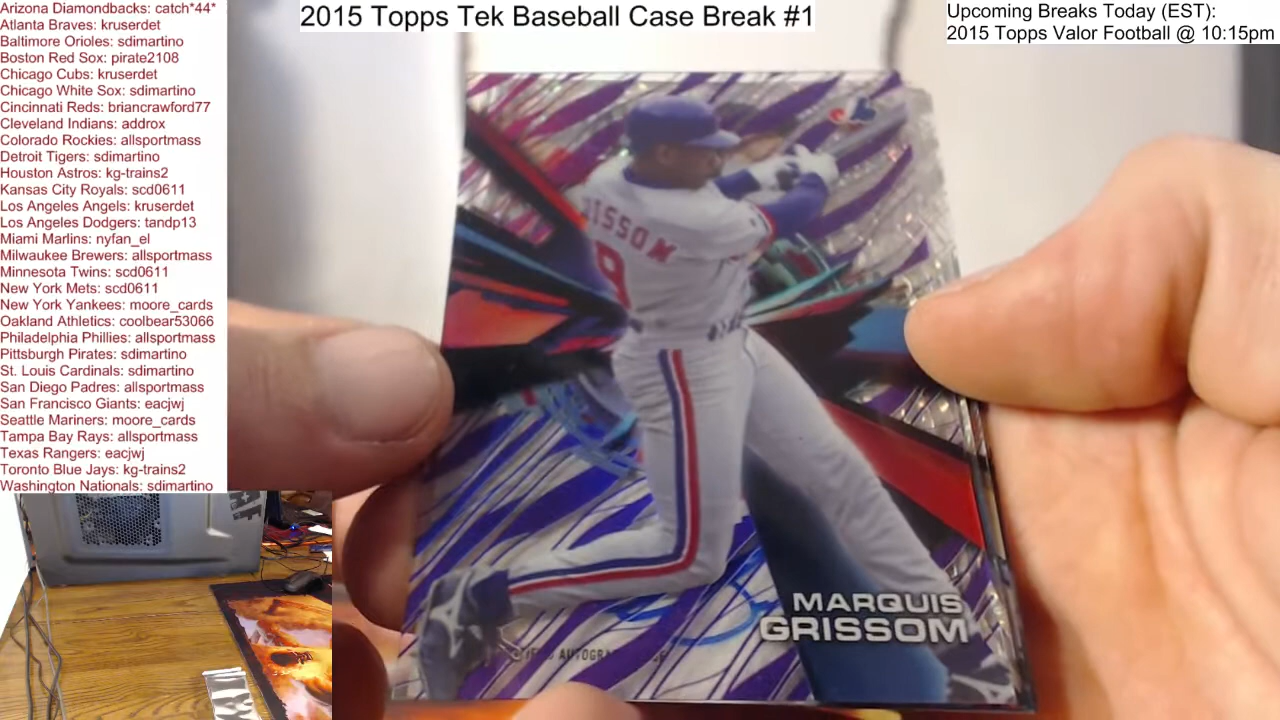 Arizona Diamondbacks: catch*44*
Atlanta Braves: kruserdet
Baltimore Orioles: sdimartino
Boston Red Sox: pirate2108
Chicago Cubs: kruserdet
Chicago White Sox: sdimartino
Cincinnati Reds: briancrawford77
Cleveland Indians: addrox
Colorado Rockies: allsportmass
Detroit Tigers: sdimartino
Houston Astros: kg-trains2
Kansas City Royals: scd0611
Los Angeles Angels: kruserdet
Los Angeles Dodgers: tandp13
Miami Marlins: nyfan_el
Milwaukee Brewers: allsportmass
Minnesota Twins: scd0611
New York Mets: scd0611
New York Yankees: moore_cards
Oakland Athletics: coolbear53066
Philadelphia Phillies: allsportmass
Pittsburgh Pirates: sdimartino
St. Louis Cardinals: sdimartino
San Diego Padres: allsportmass
San Francisco Giants: eacjwj
Seattle Mariners: moore_cards
Tampa Bay Rays: allsportmass
Texas Rangers: eacjwj
Toronto Blue Jays: kg-trains2
Washington Nationals: sdimartino
2015 Topps Tek Baseball Case Break #1
Upcoming Breaks Today (EST):
2015 Topps Valor Football @ 10:15pm
RISSOM
9
MARQUIS
GRISSOM